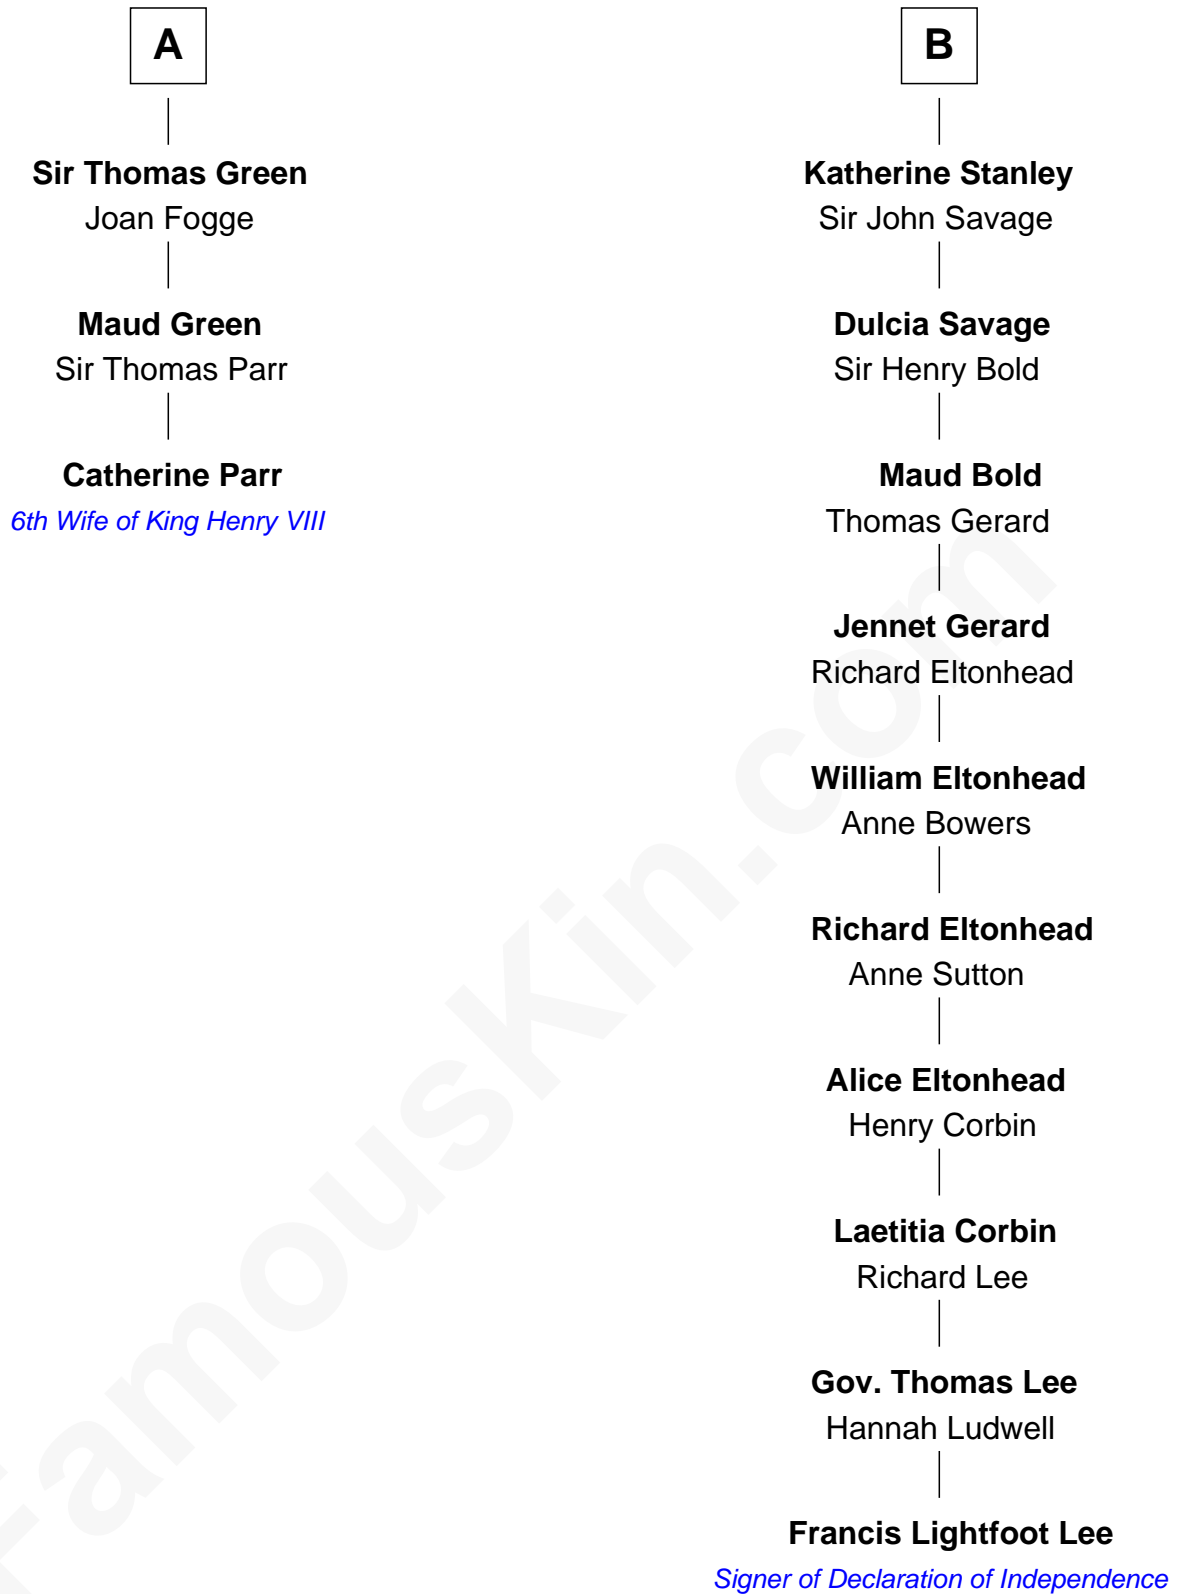 A
Sir Thomas Green
Joan Fogge
Maud Green
Sir Thomas Parr
Catherine Parr
6th Wife of King Henry VIII
B
Katherine Stanley
Sir John Savage
Dulcia Savage
Sir Henry Bold
Maud Bold
Thomas Gerard
Jennet Gerard
Richard Eltonhead
William Eltonhead
Anne Bowers
Richard Eltonhead
Anne Sutton
Alice Eltonhead
Henry Corbin
Laetitia Corbin
Richard Lee
Gov. Thomas Lee
Hannah Ludwell
Francis Lightfoot Lee
Signer of Declaration of Independence
FamousKin.com